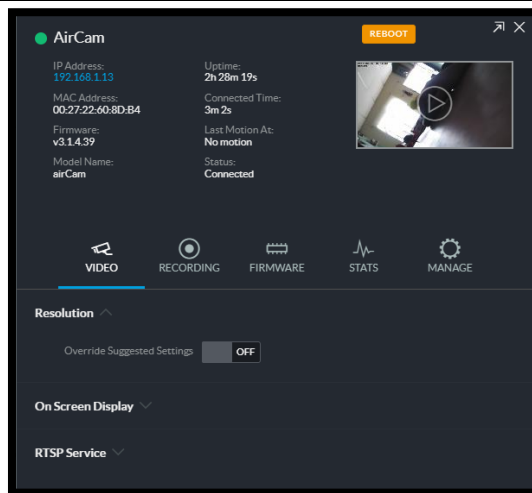 AirCam
REBOOT
IP Address:
192.168.1.13
Uptime:
2h 28m 19s
MAC Address:
00:27:22:60:8D:B4
Connected Time:
3m 2s
Firmware:
v3.1.4.39
Last Motion At:
No motion
Model Name:
airCam
Status:
Connected
VIDEO
RECORDING
FIRMWARE
STATS
MANAGE
Resolution
Override Suggested Settings OFF
On Screen Display
RTSP Service